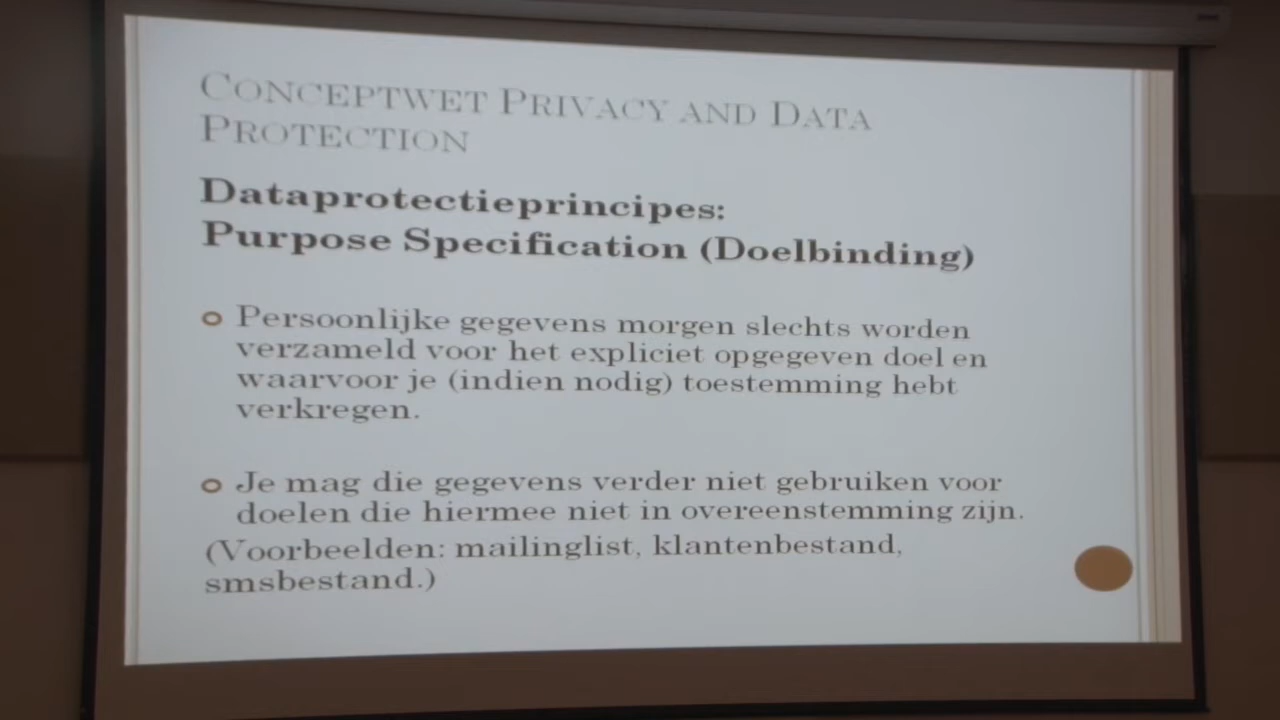 CONCEPTWET PRIVACY AND DATA
PROTECTION
Dataprotectieprincipes:
Purpose Specification (Doelbinding)
Persoonlijke gegevens morgen slechts worden
verzameld voor het expliciet opgegeven doel en
waarvoor je (indien nodig) toestemming hebt
verkregen.
Je mag die gegevens verder niet gebruiken voor
doelen die hiermee niet in overeenstemming zijn.
(Voorbeelden: mailinglist, klantenbestand,
smsbestand.)